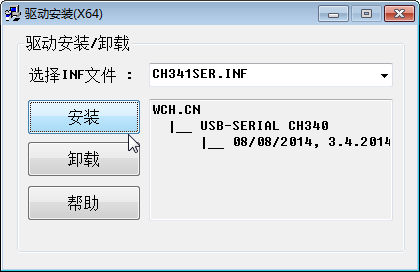 驱动安装(X64)
驱动安装/卸载
选择INF文件 : CH341SER.INF
安装
WCH.CN
|__ USB-SERIAL CH340
|__ 08/08/2014, 3.4.2014
卸载
帮助